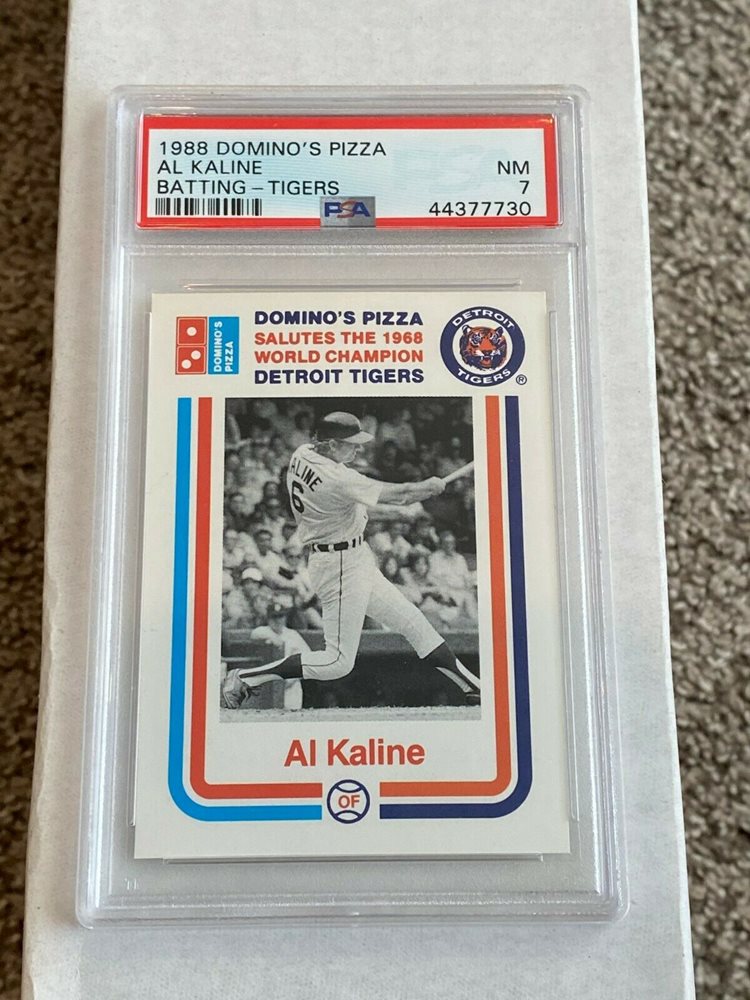 1988 DOMINO'S PIZZA
AL KALINE NM
BATTING – TIGERS 7
PSA 44377730
DOMINO'S PIZZA
DOMINO'S PIZZA
SALUTES THE 1968
WORLD CHAMPION
DETROIT TIGERS
DETROIT TIGERS ®
ALINE
6
Al Kaline
OF